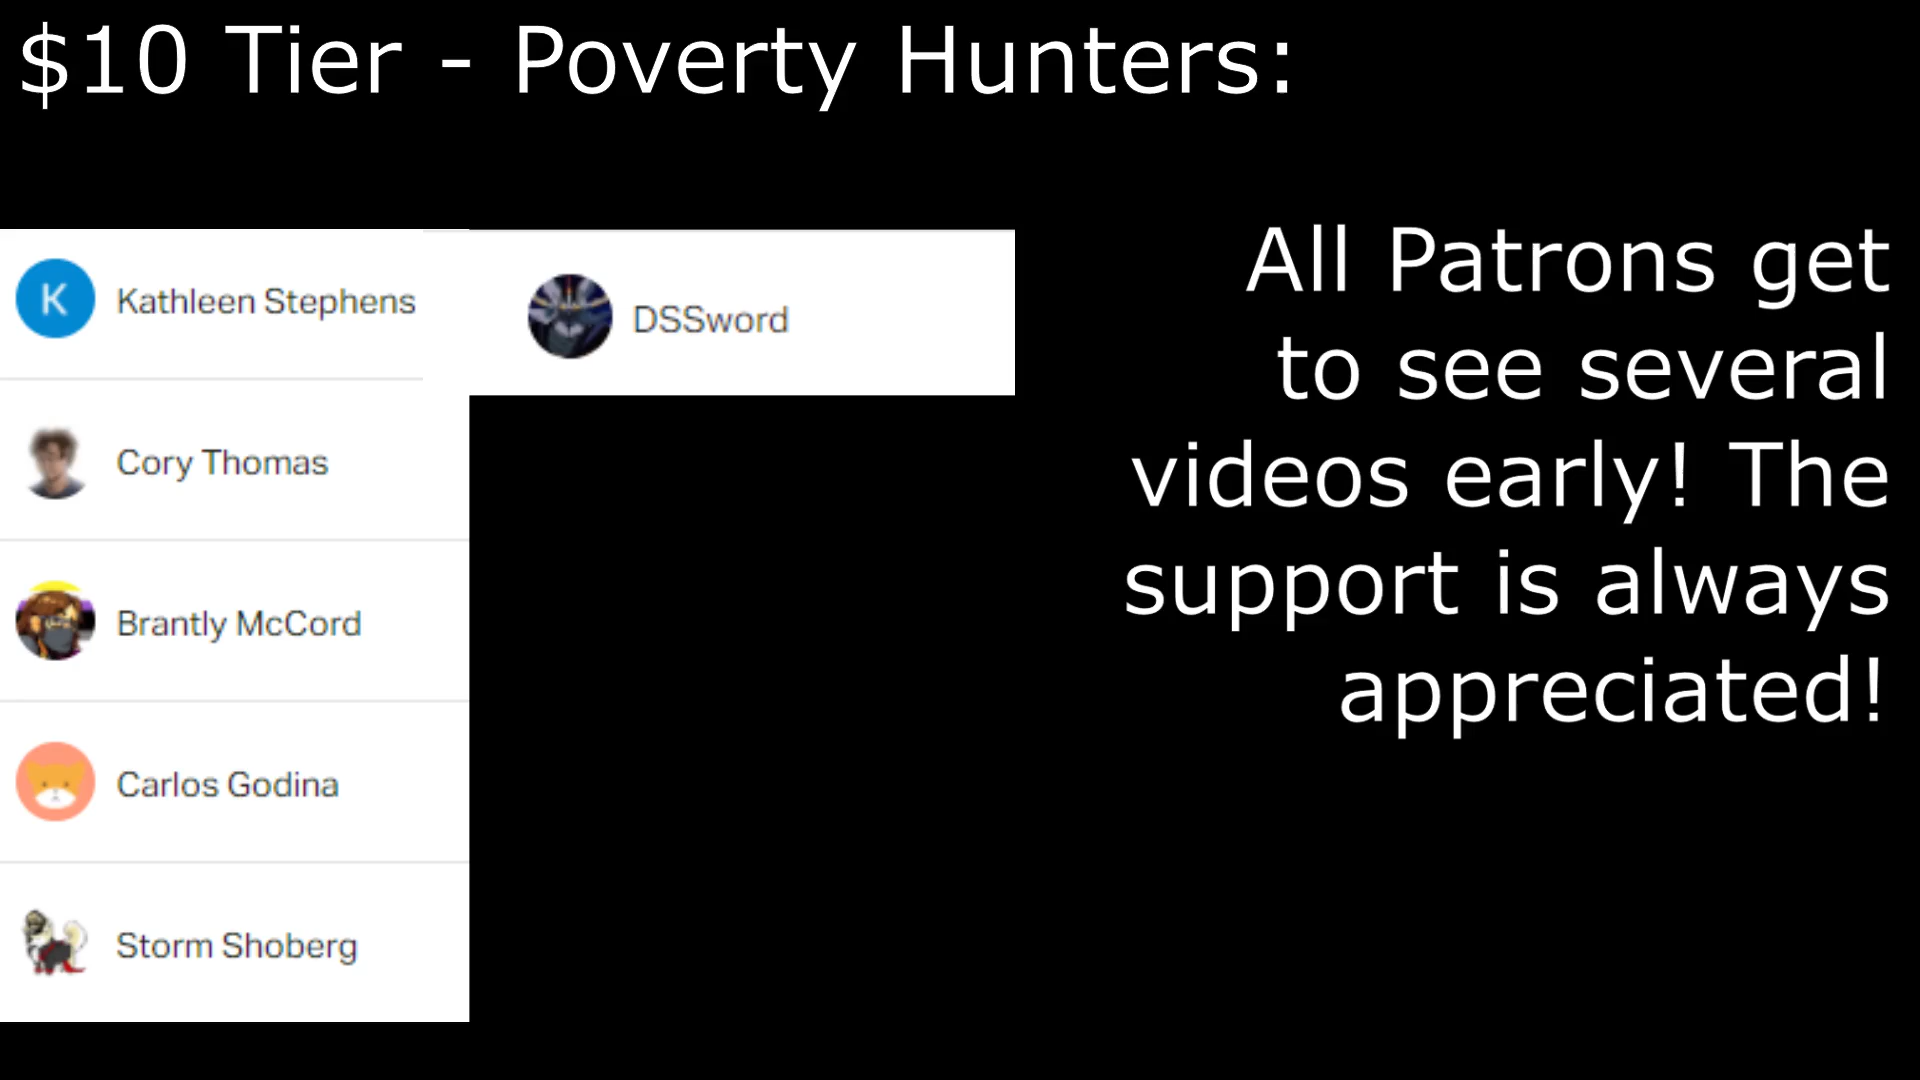 $10 Tier - Poverty Hunters:
K
Kathleen Stephens
Cory Thomas
Brantly McCord
Carlos Godina
Storm Shoberg
DSSword
All Patrons get
to see several
videos early! The
support is always
appreciated!